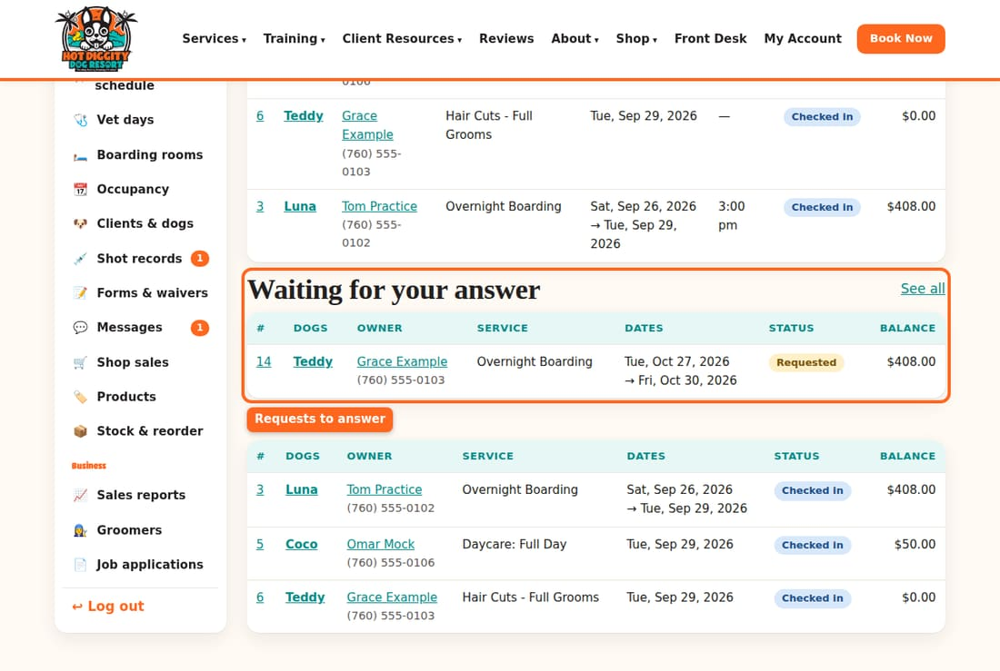 HOT DIGGITY
DOG RESORT
Services ▾
Training ▾
Client Resources ▾
Reviews
About ▾
Shop ▾
Front Desk
My Account
Book Now
schedule
Vet days
Boarding rooms
Occupancy
Clients & dogs
Shot records 1
Forms & waivers
Messages 1
Shop sales
Products
Stock & reorder
Business
Sales reports
Groomers
Job applications
↩ Log out
0106
6 Teddy Grace Hair Cuts - Full Tue, Sep 29, 2026 — Checked in $0.00
Example Grooms
(760) 555-
0103
3 Luna Tom Practice Overnight Boarding Sat, Sep 26, 2026 3:00 Checked in $408.00
(760) 555- → Tue, Sep 29, pm
0102 2026
Waiting for your answer See all
# DOGS OWNER SERVICE DATES STATUS BALANCE
14 Teddy Grace Example Overnight Boarding Tue, Oct 27, 2026 Requested $408.00
(760) 555-0103 → Fri, Oct 30, 2026
Requests to answer
# DOGS OWNER SERVICE DATES STATUS BALANCE
3 Luna Tom Practice Overnight Boarding Sat, Sep 26, 2026 Checked in $408.00
(760) 555-0102 → Tue, Sep 29, 2026
5 Coco Omar Mock Daycare: Full Day Tue, Sep 29, 2026 Checked in $50.00
(760) 555-0106
6 Teddy Grace Example Hair Cuts - Full Grooms Tue, Sep 29, 2026 Checked in $0.00
(760) 555-0103